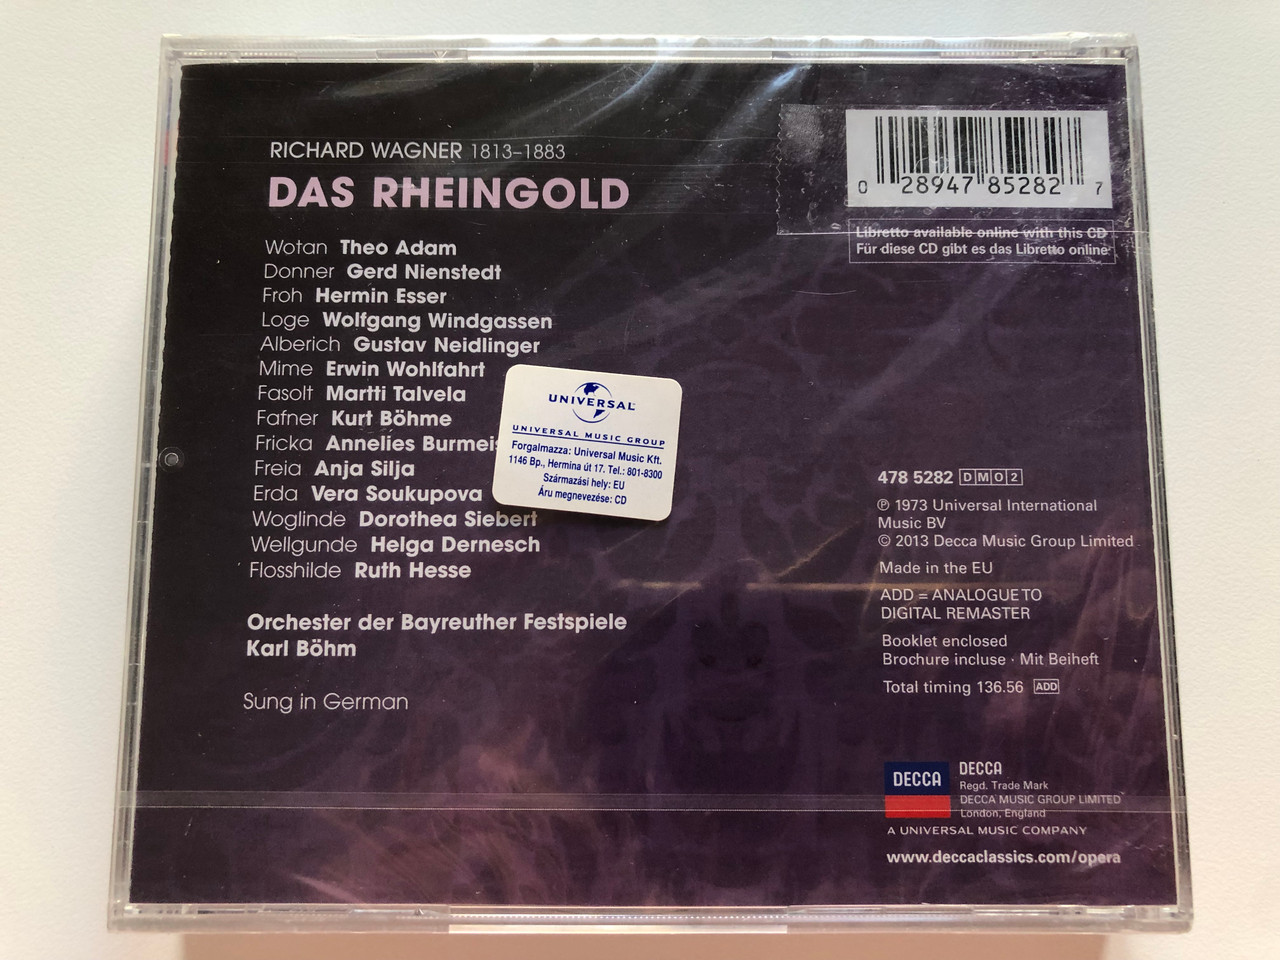 RICHARD WAGNER 1813–1883
DAS RHEINGOLD
Wotan Theo Adam
Donner Gerd Nienstedt
Froh Hermin Esser
Loge Wolfgang Windgassen
Alberich Gustav Neidlinger
Mime Erwin Wohlfahrt
Fasolt Martti Talvela
Fafner Kurt Böhme
Fricka Annelies Burmeis
Freia Anja Silja
Erda Vera Soukupova
Woglinde Dorothea Siebert
Wellgunde Helga Dernesch
Flosshilde Ruth Hesse
Orchester der Bayreuther Festspiele
Karl Böhm
Sung in German
UNIVERSAL
UNIVERSAL MUSIC GROUP
Forgalmazza: Universal Music Kft.
1146 Bp., Hermina út 17. Tel.: 801-8300
Származási hely: EU
Áru megnevezése: CD
0 28947 85282 7
Libretto available online with this CD
Für diese CD gibt es das Libretto online
478 5282 DMO2
℗ 1973 Universal International
Music BV
© 2013 Decca Music Group Limited
Made in the EU
ADD = ANALOGUE TO
DIGITAL REMASTER
Booklet enclosed
Brochure incluse · Mit Beiheft
Total timing 136.56 ADD
DECCA
DECCA
Regd. Trade Mark
DECCA MUSIC GROUP LIMITED
London, England
A UNIVERSAL MUSIC COMPANY
www.deccaclassics.com/opera